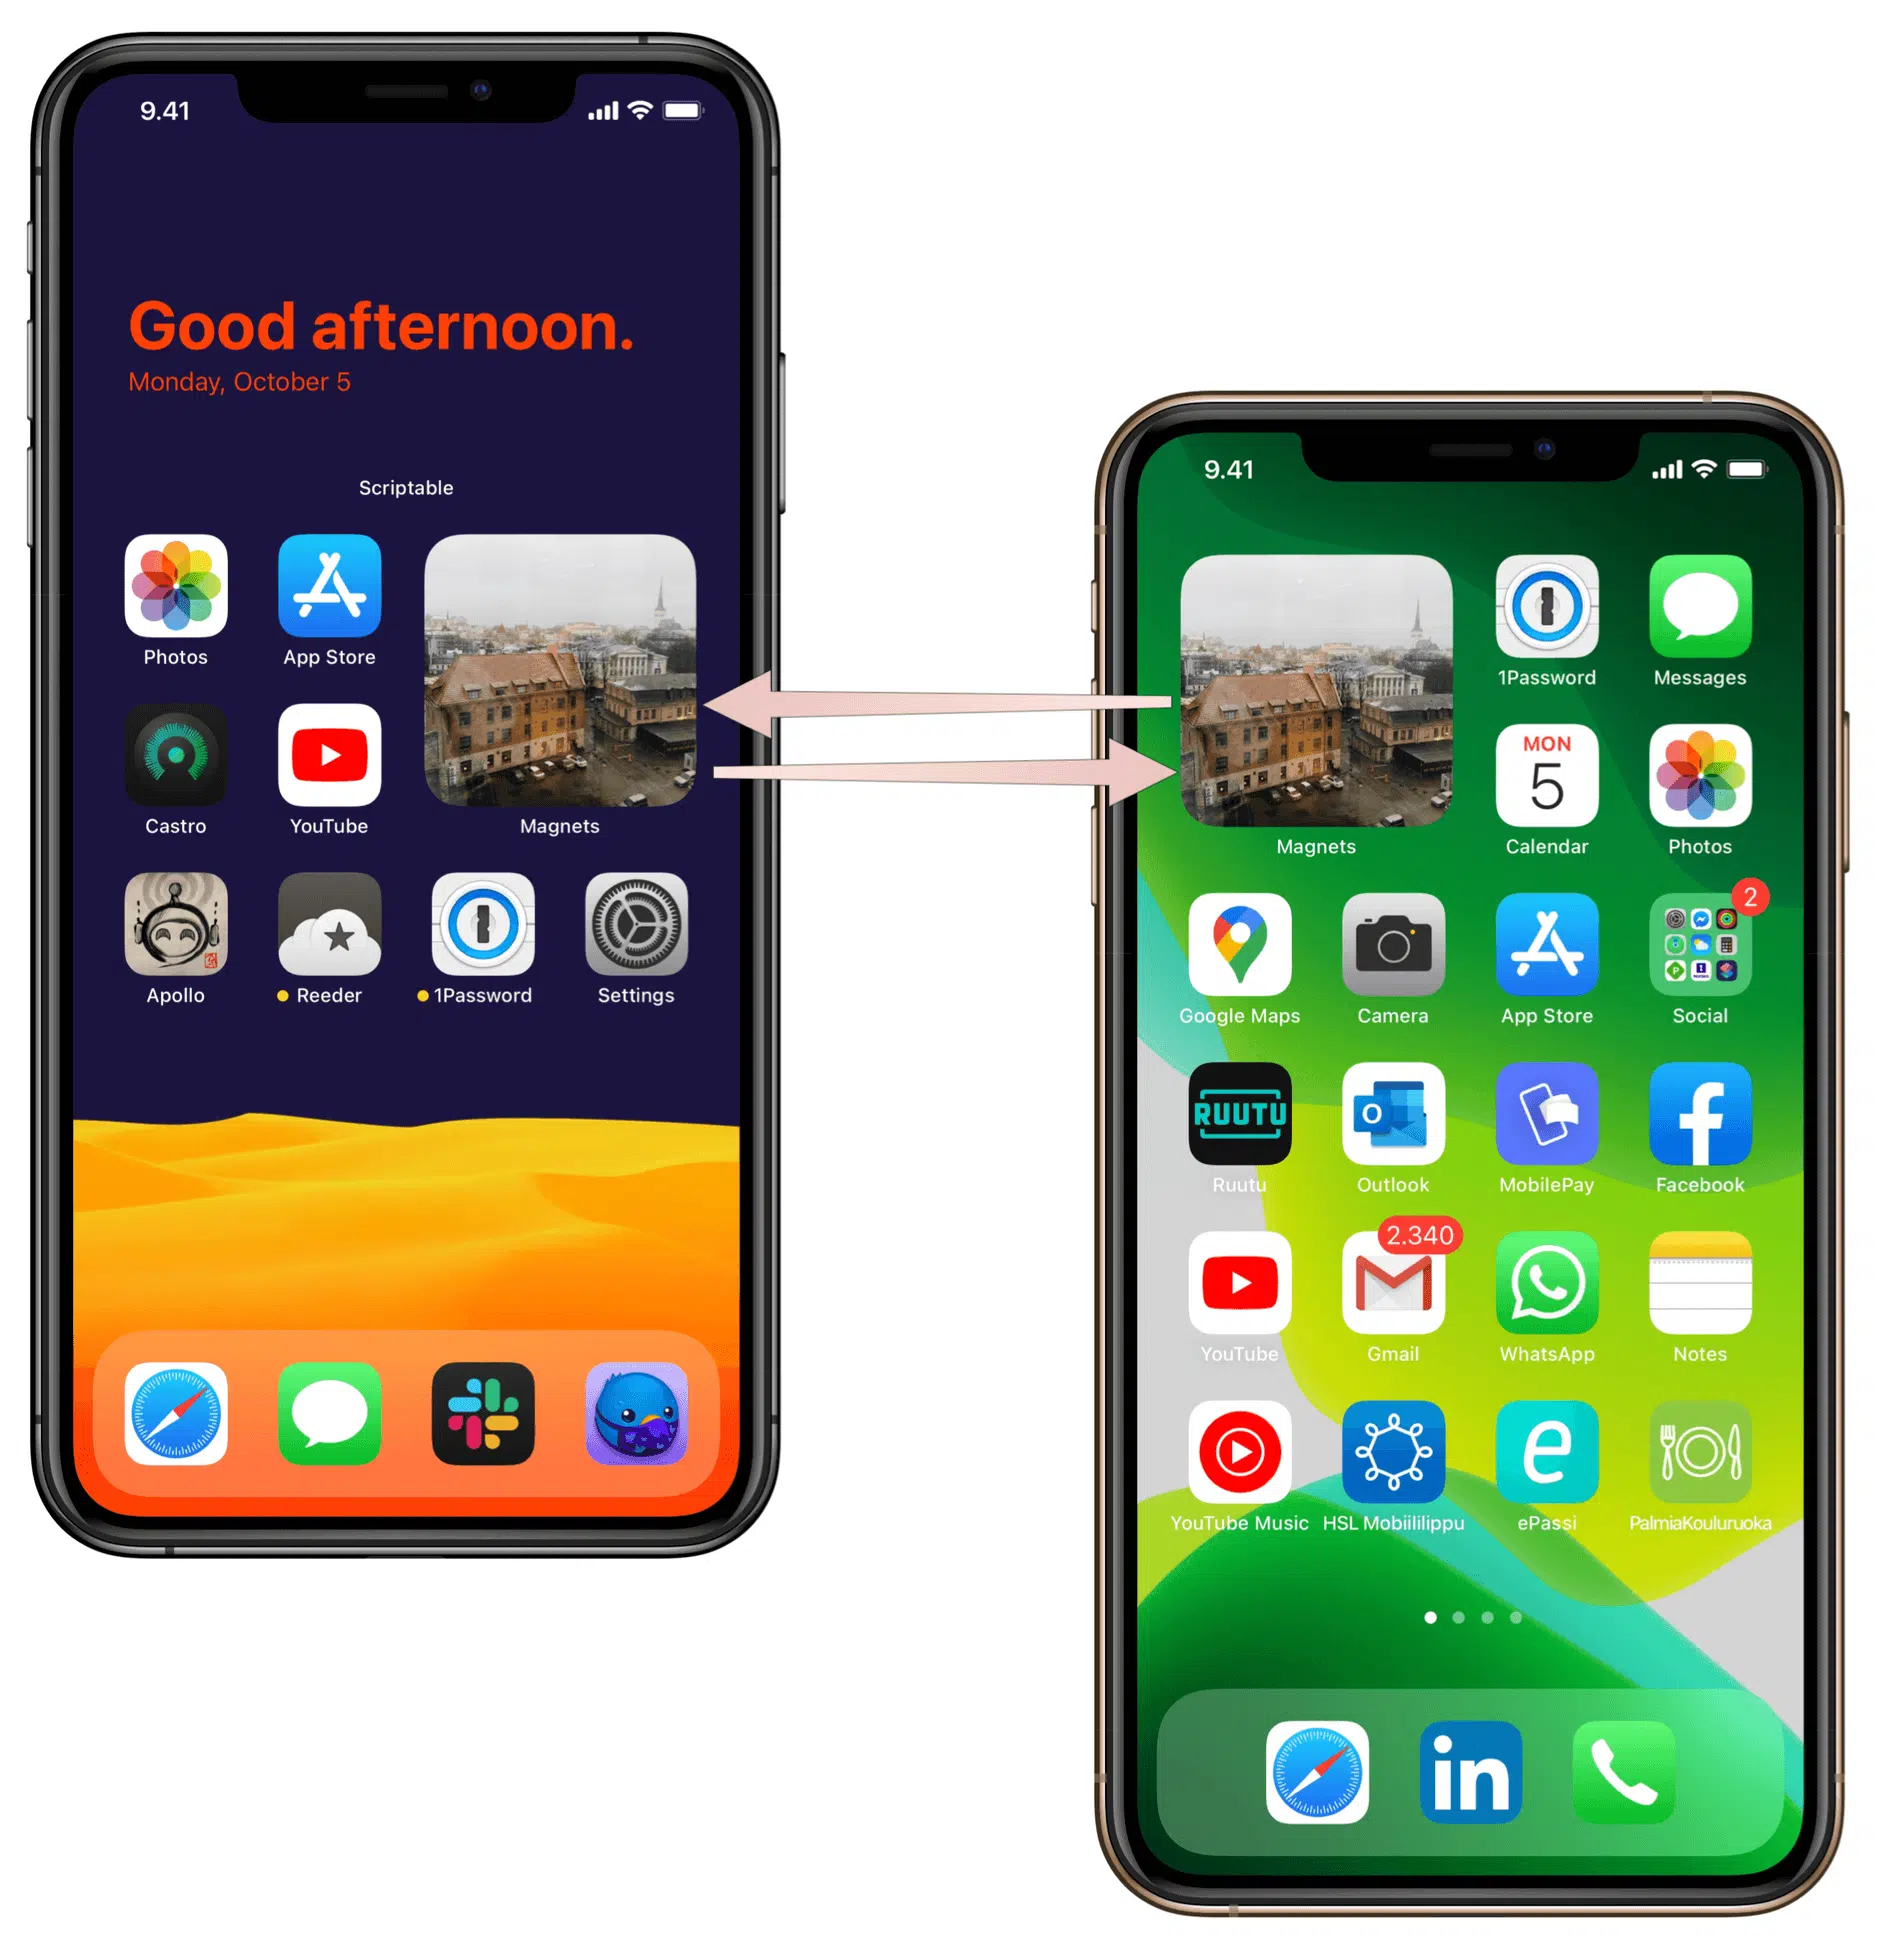 9.41
Good afternoon.
Monday, October 5
Scriptable
Photos
App Store
Castro
YouTube
Magnets
Apollo
Reeder
1Password
Settings
9.41
1Password
Messages
MON
5
Magnets
Calendar
Photos
2
Google Maps
Camera
App Store
Social
RUUTU
O
f
Ruutu
Outlook
MobilePay
Facebook
2.340
YouTube
Gmail
WhatsApp
Notes
e
YouTube Music
HSL Mobiililippu
ePassi
PalmiaKouluruoka
in